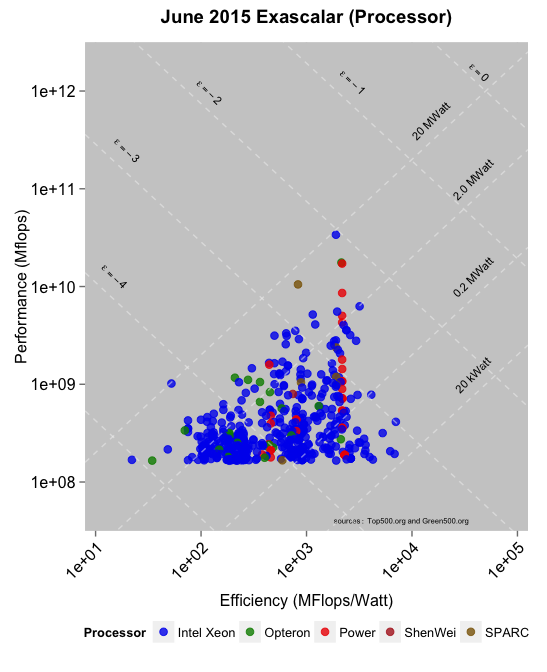 June 2015 Exascalar (Processor)
ε = 0
ε = −1
ε = −2
ε = −3
ε = −4
20 MWatt
2.0 MWatt
0.2 MWatt
20 kWatt
1e+12
1e+11
1e+10
1e+09
1e+08
Performance (Mflops)
sources: Top500.org and Green500.org
1e+01 1e+02 1e+03 1e+04 1e+05
Efficiency (MFlops/Watt)
Processor Intel Xeon Opteron Power ShenWei SPARC